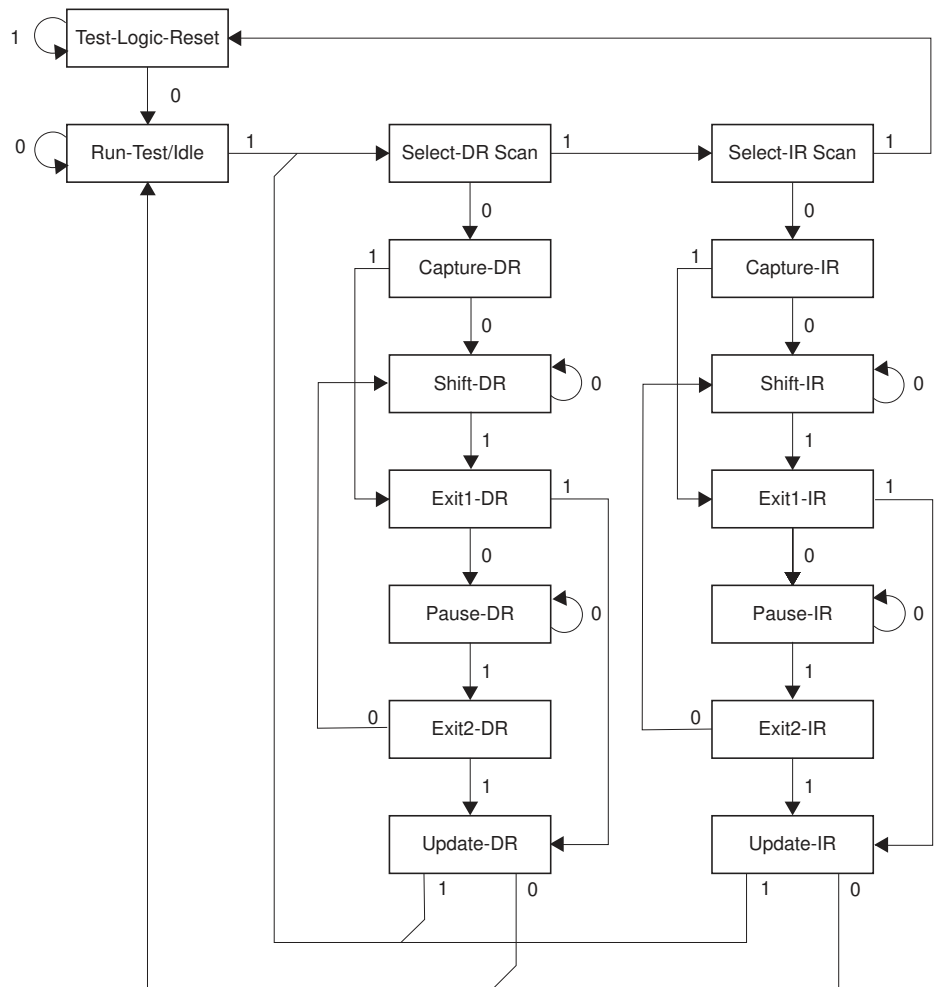 1
Test-Logic-Reset
0
0
Run-Test/Idle
1
Select-DR Scan
1
Select-IR Scan
1
0
0
1
Capture-DR
1
Capture-IR
0
0
Shift-DR
0
Shift-IR
0
1
1
Exit1-DR
1
Exit1-IR
1
0
0
Pause-DR
0
Pause-IR
0
1
1
0
Exit2-DR
0
Exit2-IR
1
1
Update-DR
Update-IR
1
0
1
0